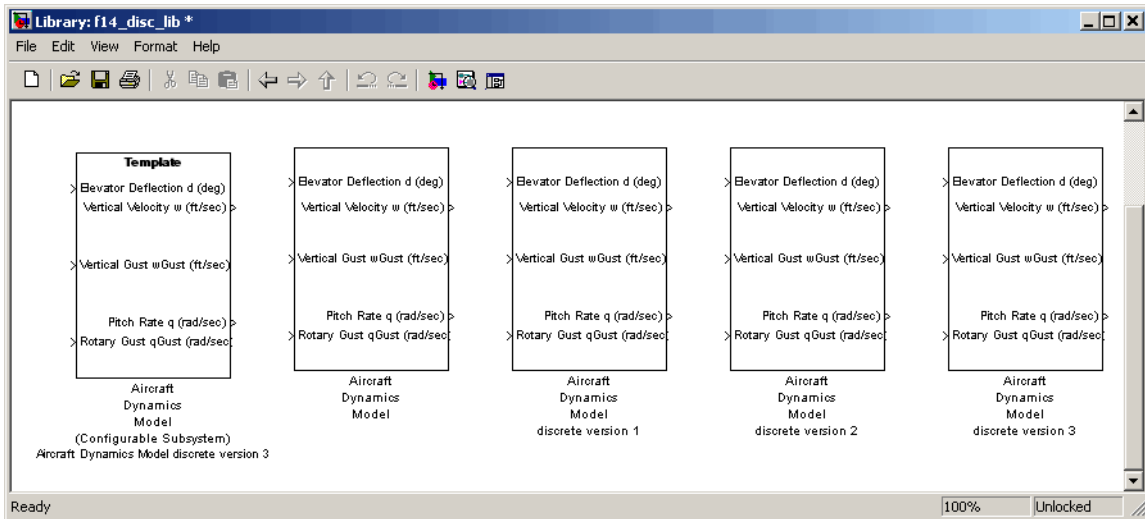 Library: f14_disc_lib *
File Edit View Format Help
Template
Elevator Deflection d (deg)
Vertical Velocity w (ft/sec)
Vertical Gust wGust (ft/sec)
Pitch Rate q (rad/sec)
Rotary Gust qGust (rad/sec
Aircraft
Dynamics
Model
(Configurable Subsystem)
Aircraft Dynamics Model discrete version 3
Elevator Deflection d (deg)
Vertical Velocity w (ft/sec)
Vertical Gust wGust (ft/sec)
Pitch Rate q (rad/sec)
Rotary Gust qGust (rad/sec
Aircraft
Dynamics
Model
Elevator Deflection d (deg)
Vertical Velocity w (ft/sec)
Vertical Gust wGust (ft/sec)
Pitch Rate q (rad/sec)
Rotary Gust qGust (rad/sec
Aircraft
Dynamics
Model
discrete version 1
Elevator Deflection d (deg)
Vertical Velocity w (ft/sec)
Vertical Gust wGust (ft/sec)
Pitch Rate q (rad/sec)
Rotary Gust qGust (rad/sec
Aircraft
Dynamics
Model
discrete version 2
Elevator Deflection d (deg)
Vertical Velocity w (ft/sec)
Vertical Gust wGust (ft/sec)
Pitch Rate q (rad/sec)
Rotary Gust qGust (rad/sec
Aircraft
Dynamics
Model
discrete version 3
Ready 100% Unlocked